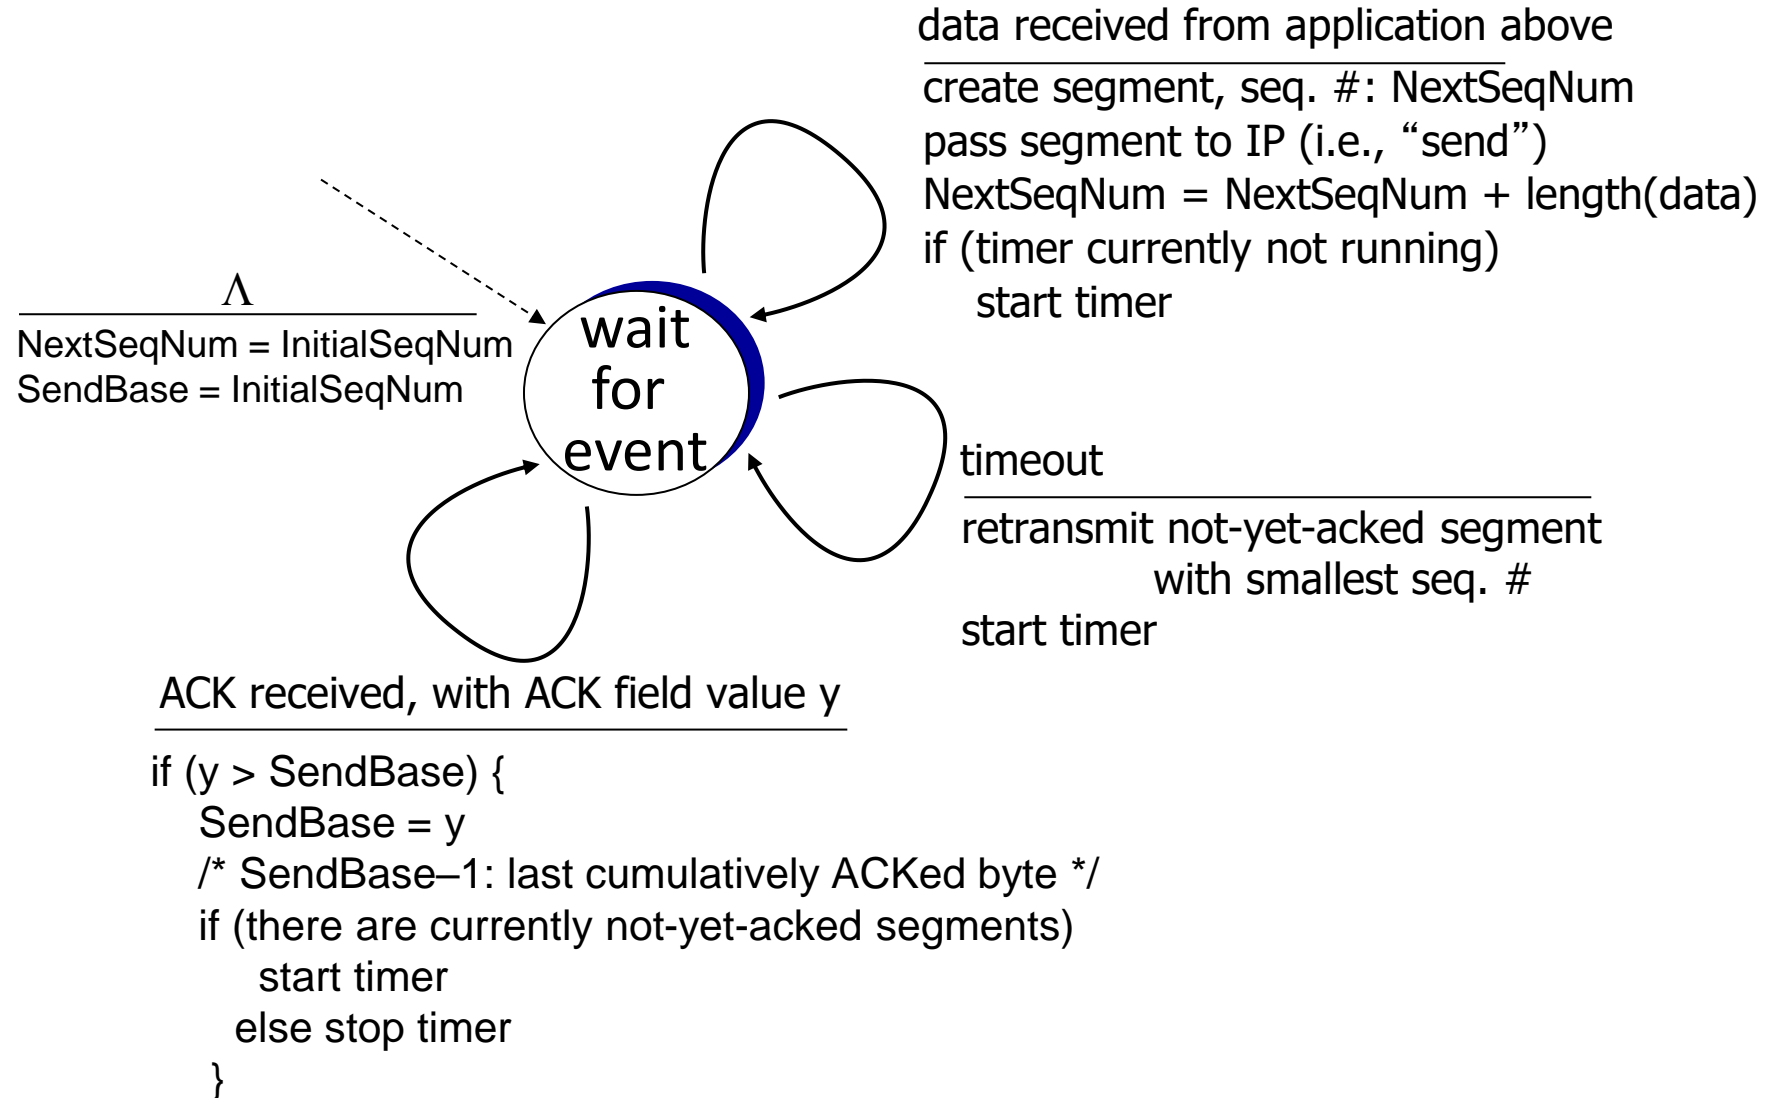 data received from application above
create segment, seq. #: NextSeqNum
pass segment to IP (i.e., “send”)
NextSeqNum = NextSeqNum + length(data)
if (timer currently not running)
start timer
Λ
NextSeqNum = InitialSeqNum
SendBase = InitialSeqNum
wait
for
event
timeout
retransmit not-yet-acked segment
with smallest seq. #
start timer
ACK received, with ACK field value y
if (y > SendBase) {
SendBase = y
/* SendBase–1: last cumulatively ACKed byte */
if (there are currently not-yet-acked segments)
start timer
else stop timer
}